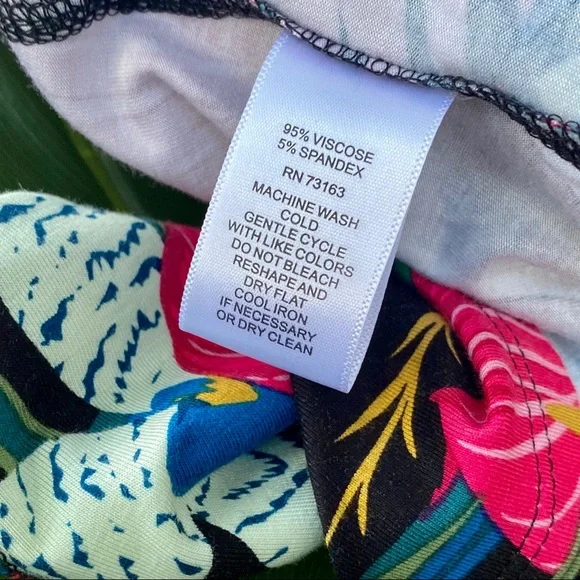 95% VISCOSE
5% SPANDEX
RN 73163
MACHINE WASH
COLD
GENTLE CYCLE
WITH LIKE COLORS
DO NOT BLEACH
RESHAPE AND
DRY FLAT
COOL IRON
IF NECESSARY
OR DRY CLEAN